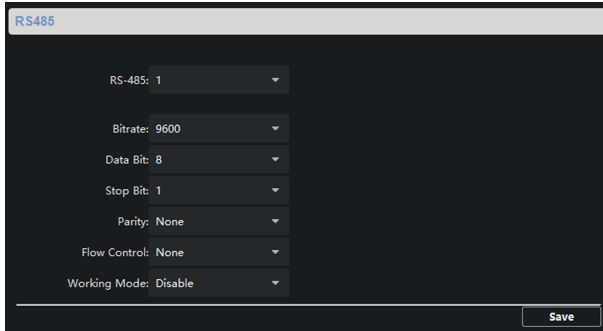 RS485
RS-485: 1
Bitrate: 9600
Data Bit: 8
Stop Bit: 1
Parity: None
Flow Control: None
Working Mode: Disable
Save